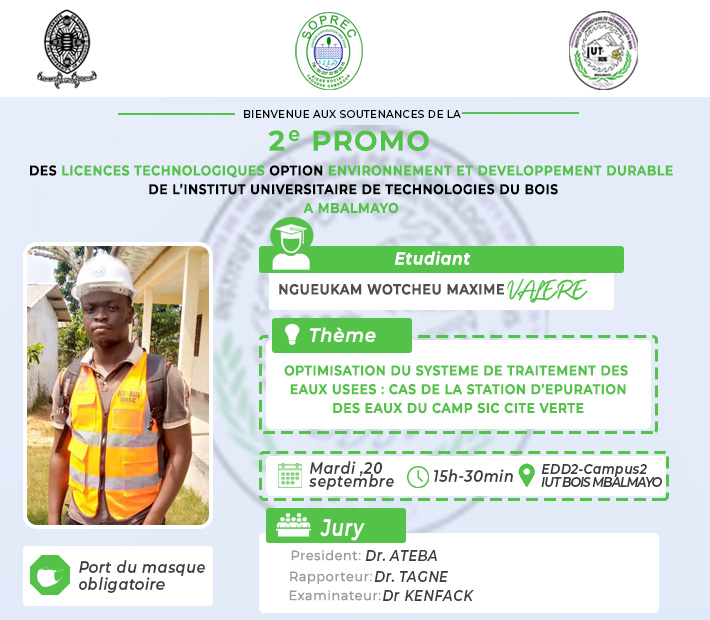 SOPREC
IUT
BOIS
MBALMAYO
BIENVENUE AUX SOUTENANCES DE LA
2e PROMO
DES LICENCES TECHNOLOGIQUES OPTION ENVIRONNEMENT ET DEVELOPPEMENT DURABLE
DE L'INSTITUT UNIVERSITAIRE DE TECHNOLOGIES DU BOIS
A MBALMAYO
Etudiant
NGUEUKAM WOTCHEU MAXIME VALERE
Thème
OPTIMISATION DU SYSTEME DE TRAITEMENT DES
EAUX USEES : CAS DE LA STATION D'EPURATION
DES EAUX DU CAMP SIC CITE VERTE
Mardi ,20
septembre
15h-30min
EDD2-Campus2
IUT BOIS MBALMAYO
Jury
President: Dr. ATEBA
Rapporteur: Dr. TAGNE
Examinateur: Dr KENFACK
Port du masque
obligatoire